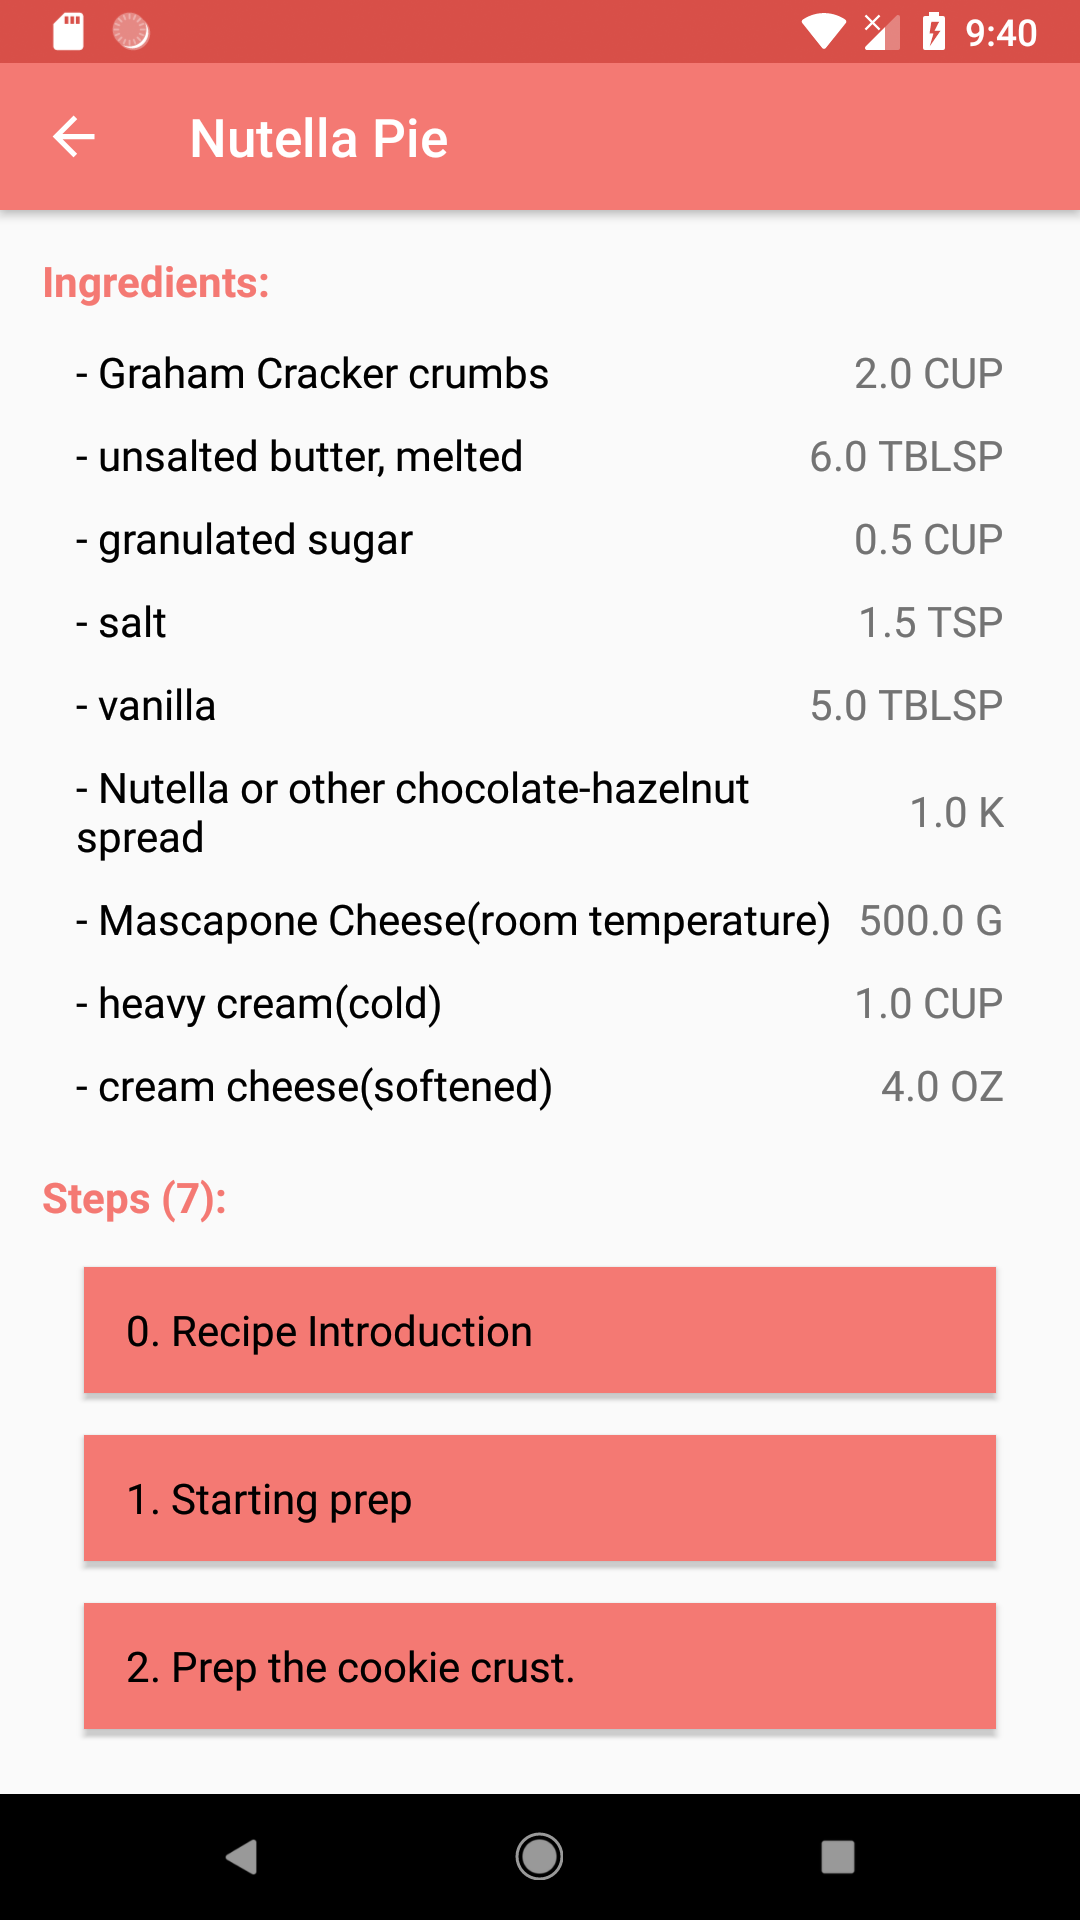 9:40
Nutella Pie
Ingredients:
- Graham Cracker crumbs 2.0 CUP
- unsalted butter, melted 6.0 TBLSP
- granulated sugar 0.5 CUP
- salt 1.5 TSP
- vanilla 5.0 TBLSP
- Nutella or other chocolate-hazelnut
spread 1.0 K
- Mascapone Cheese(room temperature) 500.0 G
- heavy cream(cold) 1.0 CUP
- cream cheese(softened) 4.0 OZ
Steps (7):
0. Recipe Introduction
1. Starting prep
2. Prep the cookie crust.